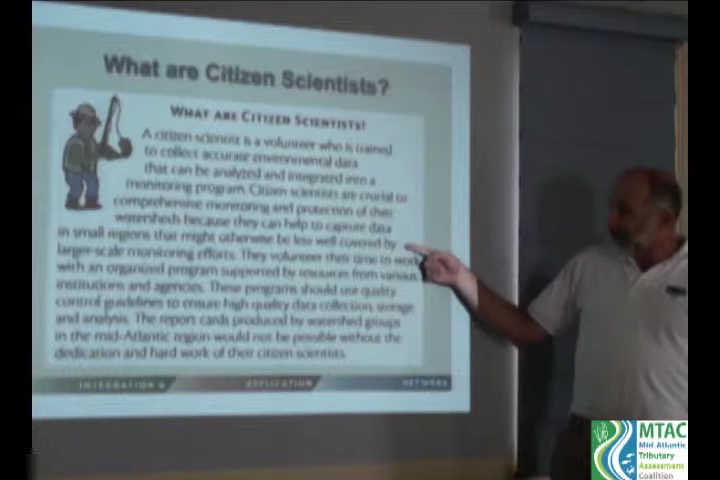 What are Citizen Scientists?
WHAT ARE CITIZEN SCIENTISTS?
A citizen scientist is a volunteer who is trained
to collect accurate environmental data
that can be analyzed and integrated into a
monitoring program. Citizen scientists are crucial to
comprehensive monitoring and protection of their
watersheds because they can help to capture data
in small regions that might otherwise be less well covered by
larger-scale monitoring efforts. They volunteer their time to work
with an organized program supported by resources from various
institutions and agencies. These programs should use quality
control guidelines to ensure high quality data collection, storage,
and analysis. The report cards produced by watershed groups
in the mid-Atlantic region would not be possible without the
dedication and hard work of their citizen scientists.
INTEGRATION & APPLICATION NETWORK
MTAC
Mid Atlantic
Tributary
Assessment
Coalition